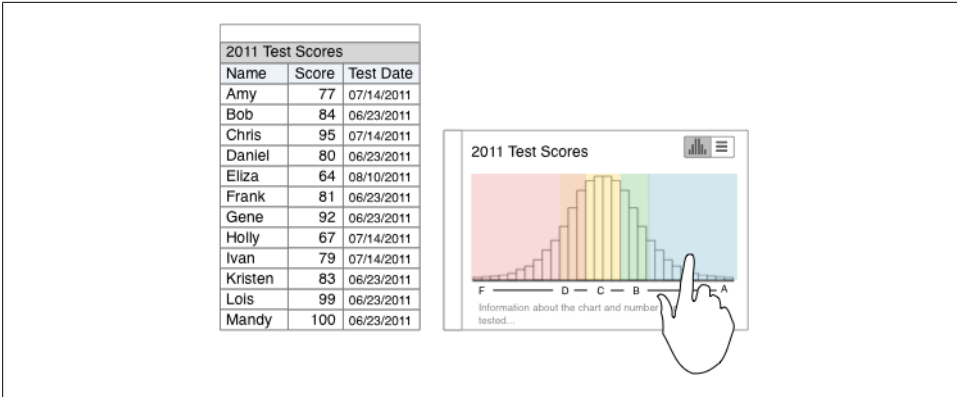 2011 Test Scores
Name Score Test Date
Amy 77 07/14/2011
Bob 84 06/23/2011
Chris 95 07/14/2011
Daniel 80 06/23/2011
Eliza 64 08/10/2011
Frank 81 06/23/2011
Gene 92 06/23/2011
Holly 67 07/14/2011
Ivan 79 07/14/2011
Kristen 83 06/23/2011
Lois 99 06/23/2011
Mandy 100 06/23/2011
2011 Test Scores
F D C B A
Information about the chart and number
tested...